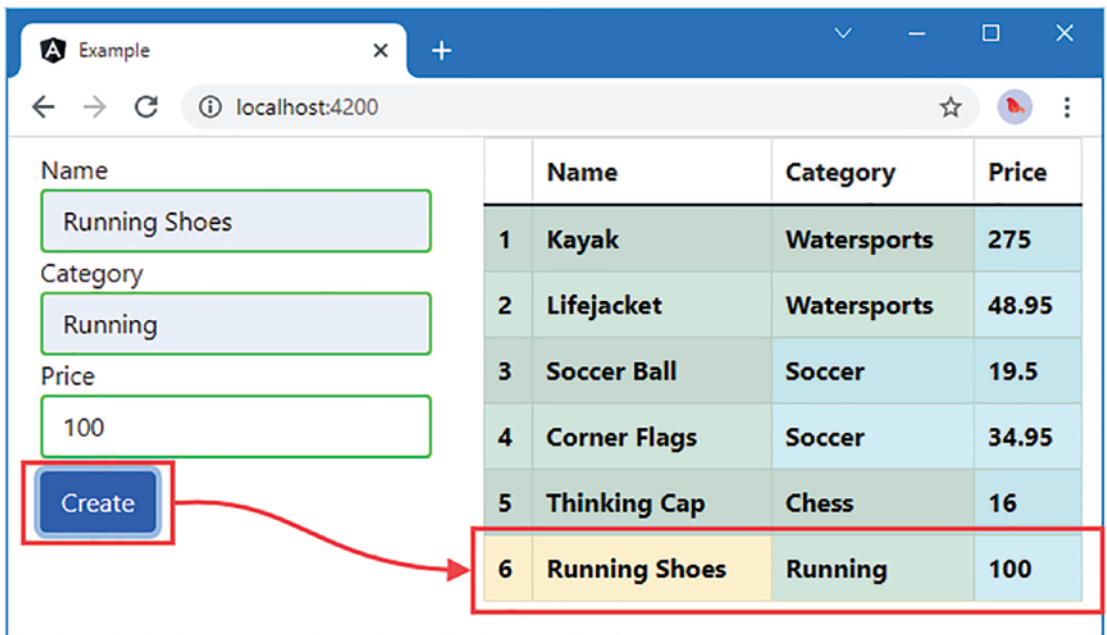 Example
localhost:4200
Name
Running Shoes
Category
Running
Price
100
Create
Name Category Price
1 Kayak Watersports 275
2 Lifejacket Watersports 48.95
3 Soccer Ball Soccer 19.5
4 Corner Flags Soccer 34.95
5 Thinking Cap Chess 16
6 Running Shoes Running 100